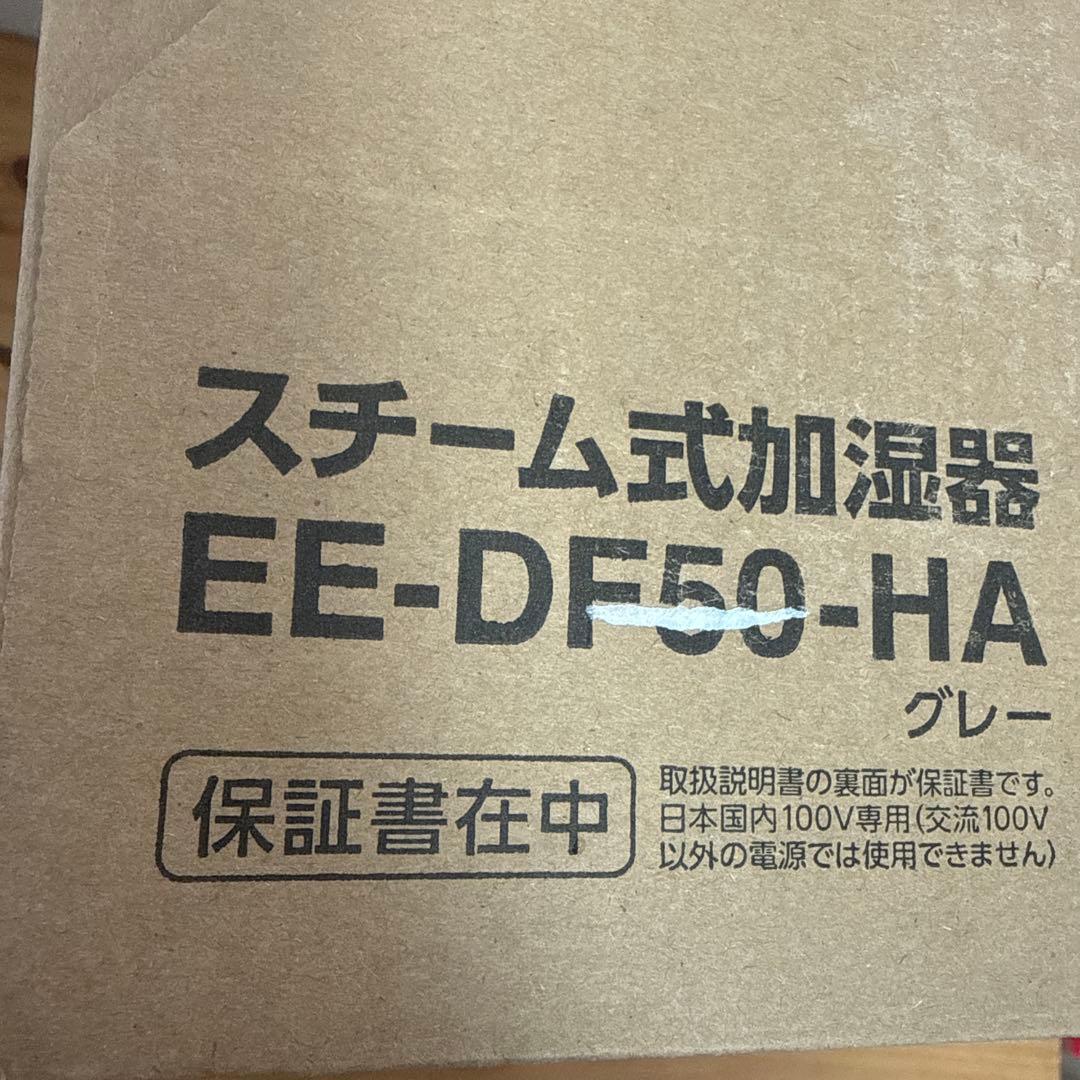 スチーム式加湿器
EE-DF50-HA
グレー
保証書在中
取扱説明書の裏面が保証書です。
日本国内100V専用(交流100V
以外の電源では使用できません)